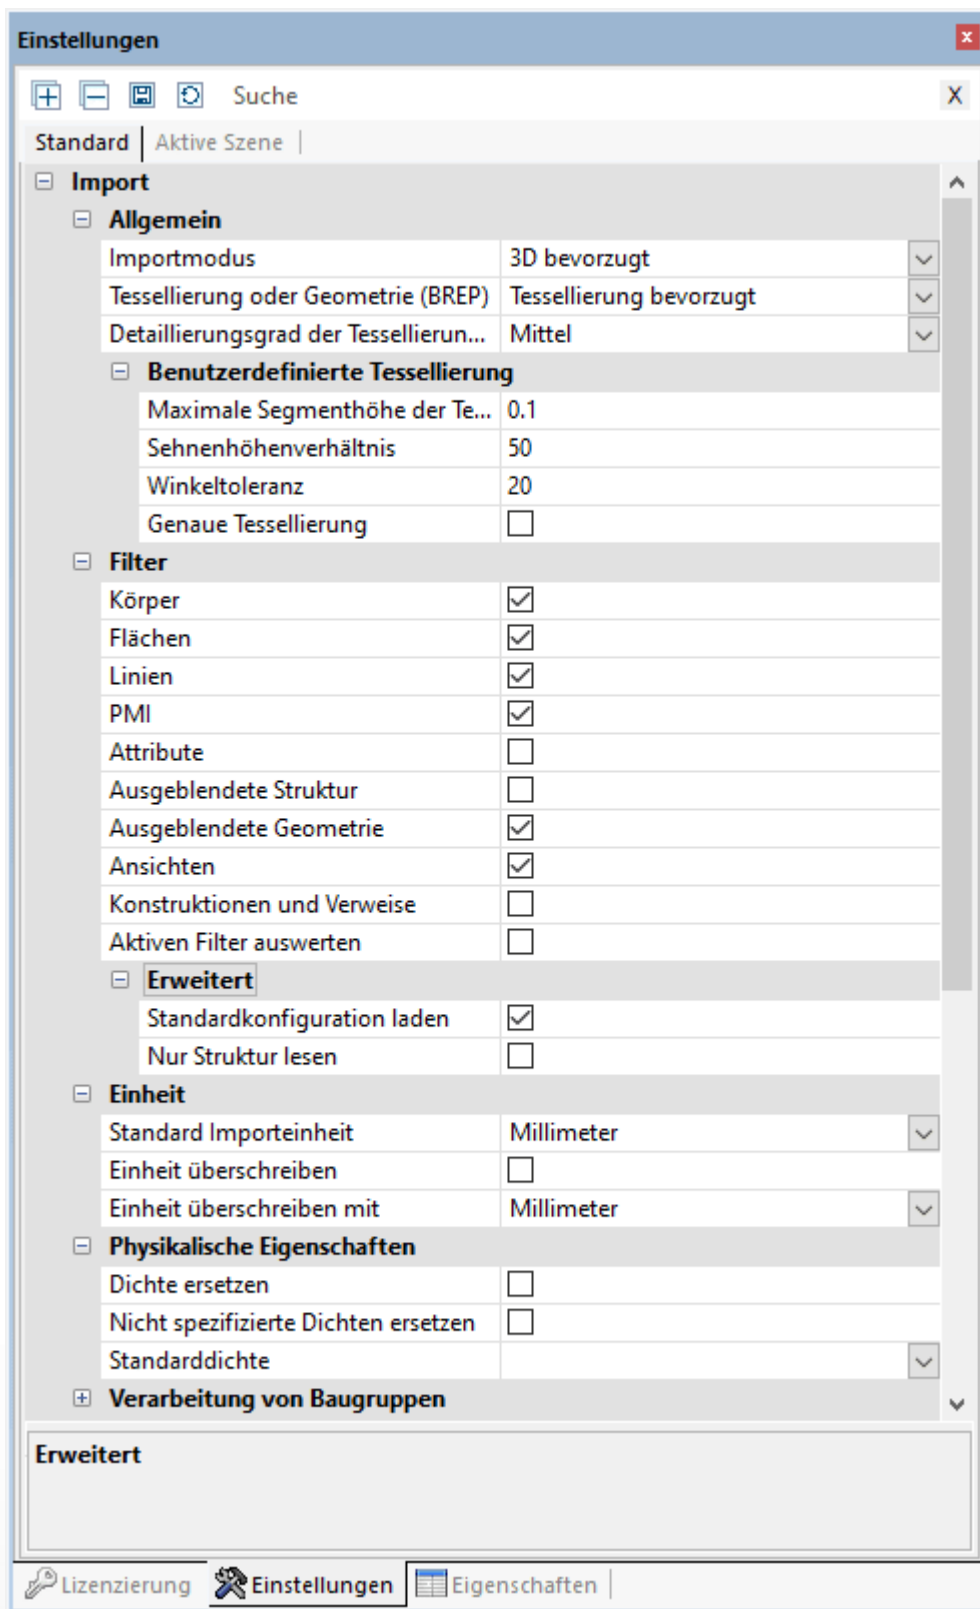 Einstellungen
Suche X
Standard Aktive Szene
Import
Allgemein
Importmodus 3D bevorzugt
Tessellierung oder Geometrie (BREP) Tessellierung bevorzugt
Detaillierungsgrad der Tessellierun... Mittel
Benutzerdefinierte Tessellierung
Maximale Segmenthöhe der Te... 0.1
Sehnenhöhenverhältnis 50
Winkeltoleranz 20
Genaue Tessellierung
Filter
Körper
Flächen
Linien
PMI
Attribute
Ausgeblendete Struktur
Ausgeblendete Geometrie
Ansichten
Konstruktionen und Verweise
Aktiven Filter auswerten
Erweitert
Standardkonfiguration laden
Nur Struktur lesen
Einheit
Standard Importeinheit Millimeter
Einheit überschreiben
Einheit überschreiben mit Millimeter
Physikalische Eigenschaften
Dichte ersetzen
Nicht spezifizierte Dichten ersetzen
Standarddichte
Verarbeitung von Baugruppen
Erweitert
Lizenzierung Einstellungen Eigenschaften